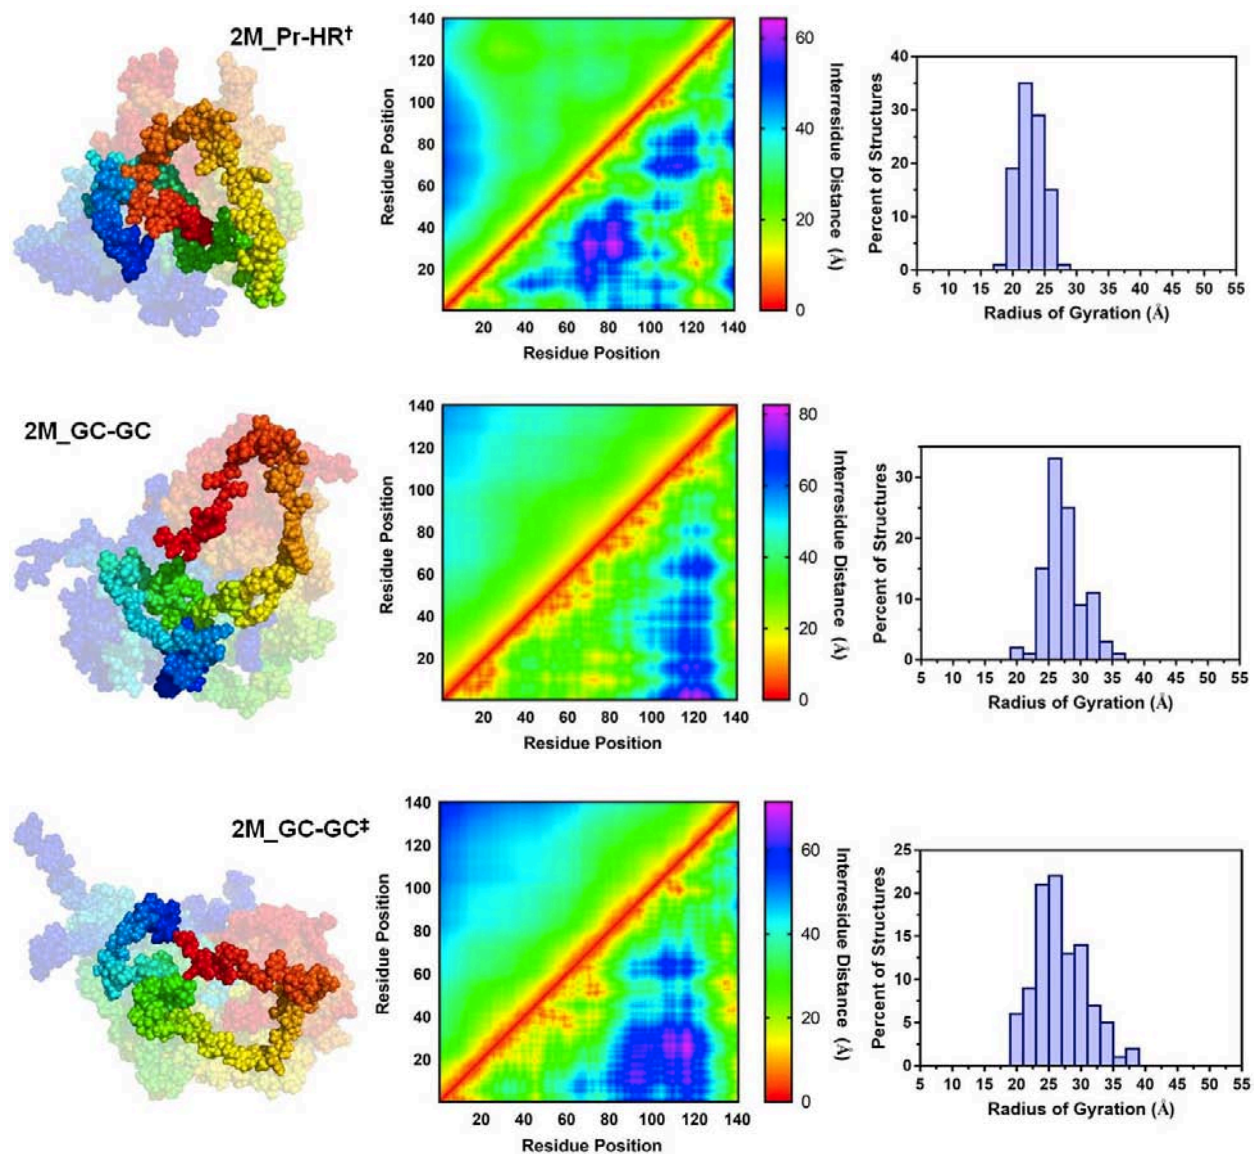 2M_Pr-HR†
140
120
100
80
60
40
20
20 40 60 80 100 120 140
Residue Position
Residue Position
60
40
20
0
Interresidue Distance (Å)
40
30
20
10
0
5 10 15 20 25 30 35 40 45 50 55
Percent of Structures
Radius of Gyration (Å)
2M_GC-GC
140
120
100
80
60
40
20
20 40 60 80 100 120 140
Residue Position
Residue Position
80
60
40
20
0
Interresidue Distance (Å)
30
20
10
0
5 10 15 20 25 30 35 40 45 50 55
Percent of Structures
Radius of Gyration (Å)
2M_GC-GC‡
140
120
100
80
60
40
20
20 40 60 80 100 120 140
Residue Position
Residue Position
60
40
20
0
Interresidue Distance (Å)
25
20
15
10
5
0
5 10 15 20 25 30 35 40 45 50 55
Percent of Structures
Radius of Gyration (Å)